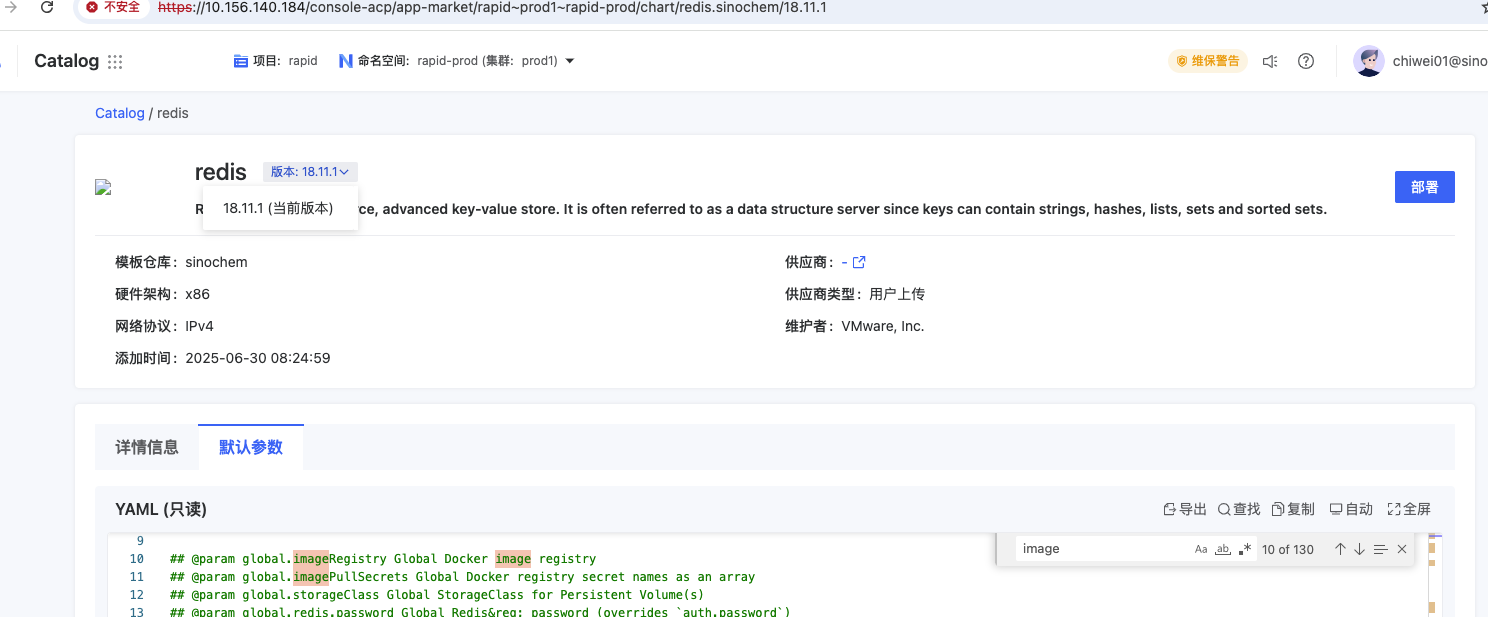 不安全 https://10.156.140.184/console-acp/app-market/rapid~prod1~rapid-prod/chart/redis.sinochem/18.11.1
Catalog 项目: rapid 命名空间: rapid-prod (集群: prod1) 维保警告 chiwei01@sino
Catalog / redis
redis 版本: 18.11.1
18.11.1 (当前版本)
R ce, advanced key-value store. It is often referred to as a data structure server since keys can contain strings, hashes, lists, sets and sorted sets.
部署
模板仓库: sinochem 供应商: -
硬件架构: x86 供应商类型: 用户上传
网络协议: IPv4 维护者: VMware, Inc.
添加时间: 2025-06-30 08:24:59
详情信息 默认参数
YAML (只读) 导出 查找 复制 自动 全屏
image Aa ab .* 10 of 130
9
10 ## @param global.imageRegistry Global Docker image registry
11 ## @param global.imagePullSecrets Global Docker registry secret names as an array
12 ## @param global.storageClass Global StorageClass for Persistent Volume(s)
13 ## @param global.redis.password Global Redis&reg; password (overrides `auth.password`)